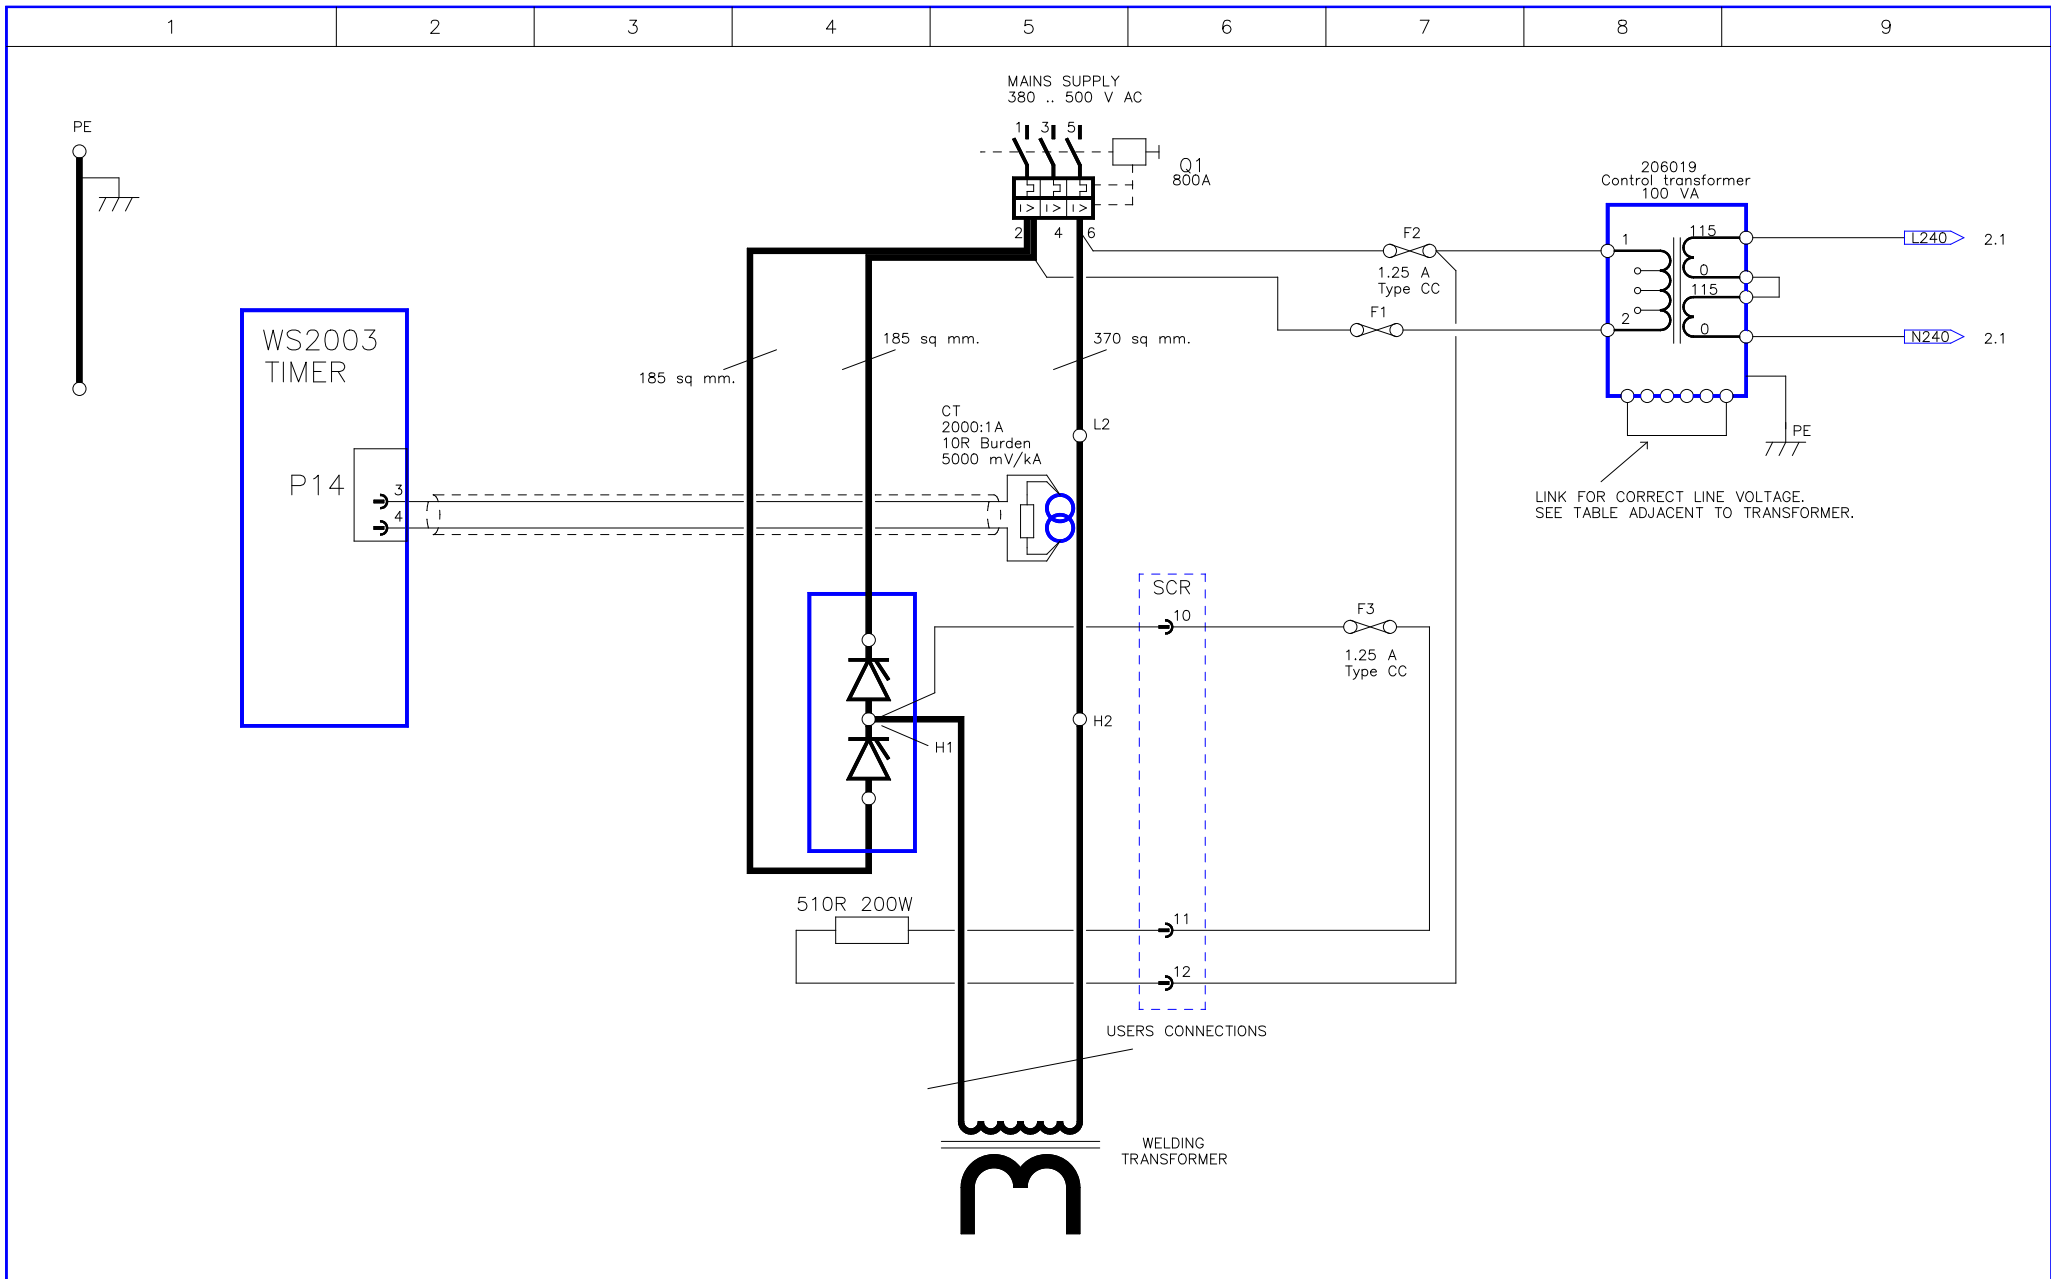 1 2 3 4 5 6 7 8 9
MAINS SUPPLY
380 .. 500 V AC
PE
1 3 5
Q1
800A
206019
Control transformer
100 VA
2 4 6
F2
1.25 A
Type CC
F1
1
2
115
0
115
0
L240 2.1
N240 2.1
WS2003
TIMER
185 sq mm.
185 sq mm.
370 sq mm.
CT
2000:1A
10R Burden
5000 mV/kA
L2
PE
LINK FOR CORRECT LINE VOLTAGE.
SEE TABLE ADJACENT TO TRANSFORMER.
P14
3
4
SCR
10
F3
1.25 A
Type CC
H1
H2
510R 200W
11
12
USERS CONNECTIONS
WELDING
TRANSFORMER